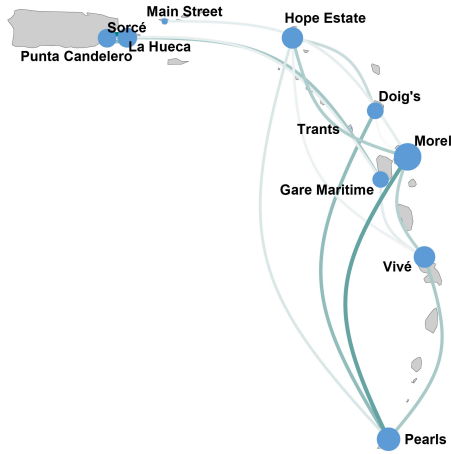 Main Street
Hope Estate
Sorcé
La Hueca
Punta Candelero
Doig's
Trants
Morel
Gare Maritime
Vivé
Pearls